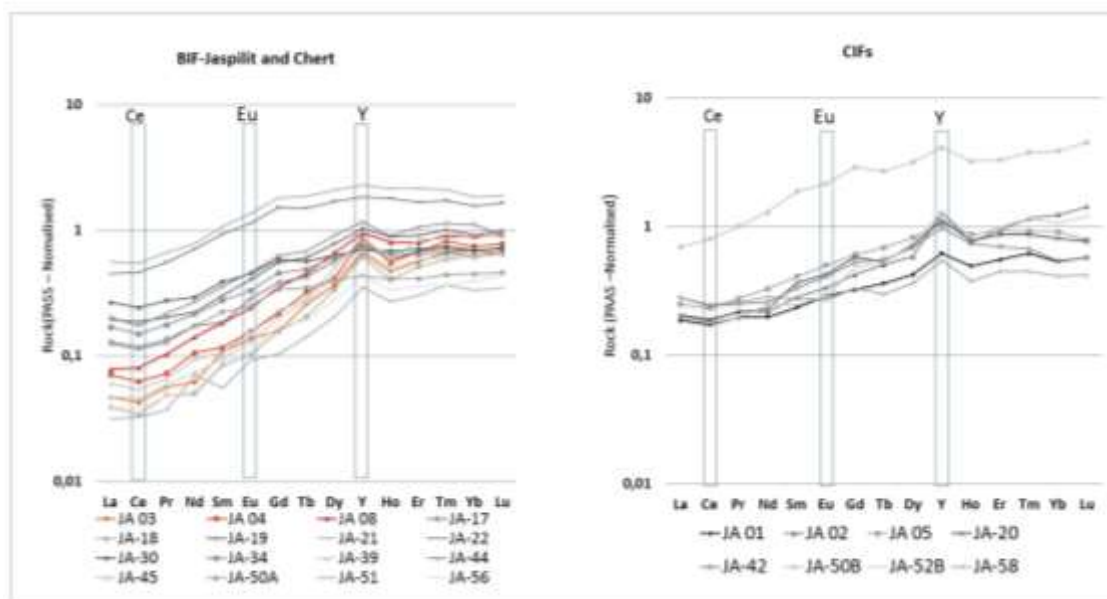 BIF-Jaspilit and Chert
10
Ce
Eu
Y
1
0,1
0,01
Rock(PASS – Nomalised)
La Ce Pr Nd Sm Eu Gd Tb Dy Y Ho Er Tm Yb Lu
JA 03 JA 04 JA 08 JA-17
JA-18 JA-19 JA-21 JA-22
JA-30 JA-34 JA-39 JA-44
JA-45 JA-50A JA-51 JA-56
CIFs
10
Ce
Eu
Y
1
0,1
0,01
Rock (PAAS –Normalised)
La Ce Pr Nd Sm Eu Gd Tb Dy Y Ho Er Tm Yb Lu
JA 01 JA 02 JA 05 JA-20
JA-42 JA-50B JA-52B JA-58